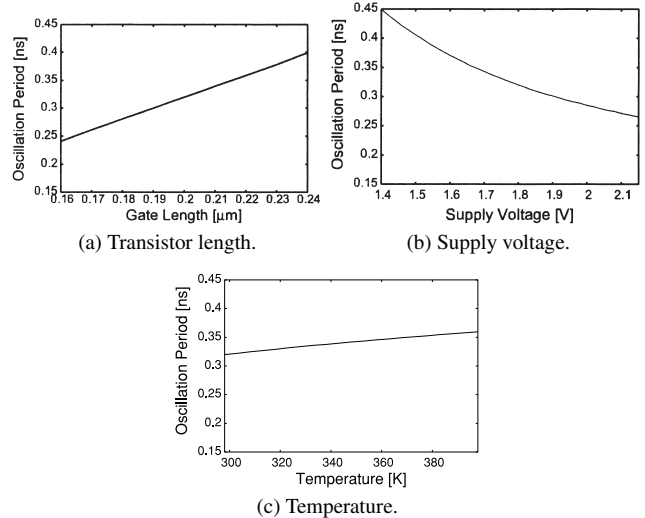 0.45
0.4
0.35
0.3
0.25
0.2
0.15
Oscillation Period [ns]
0.16 0.17 0.18 0.19 0.2 0.21 0.22 0.23 0.24
Gate Length [μm]
(a) Transistor length.
0.45
0.4
0.35
0.3
0.25
0.2
0.15
Oscillation Period [ns]
1.4 1.5 1.6 1.7 1.8 1.9 2 2.1
Supply Voltage [V]
(b) Supply voltage.
0.45
0.4
0.35
0.3
0.25
0.2
0.15
Oscillation Period [ns]
300 320 340 360 380
Temperature [K]
(c) Temperature.